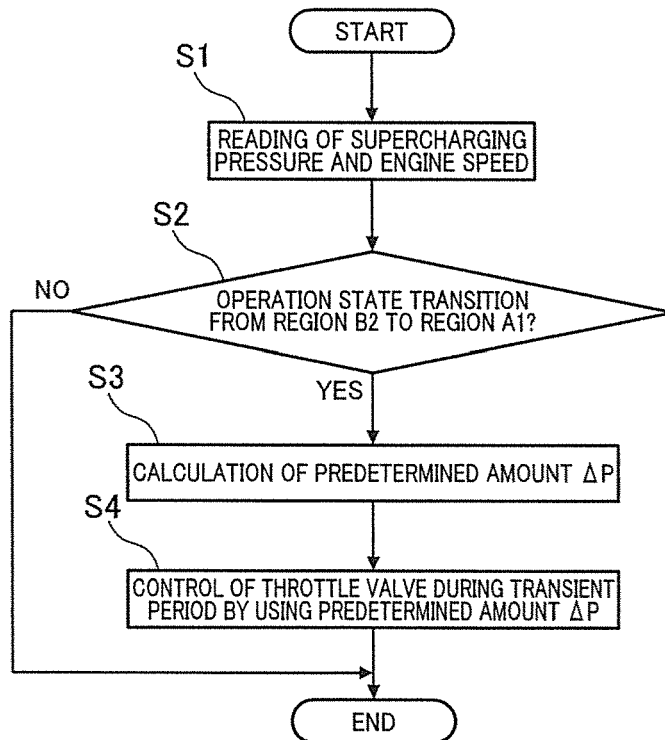 START
S1
READING OF SUPERCHARGING
PRESSURE AND ENGINE SPEED
S2
NO
OPERATION STATE TRANSITION
FROM REGION B2 TO REGION A1?
YES
S3
CALCULATION OF PREDETERMINED AMOUNT ΔP
S4
CONTROL OF THROTTLE VALVE DURING TRANSIENT
PERIOD BY USING PREDETERMINED AMOUNT ΔP
END